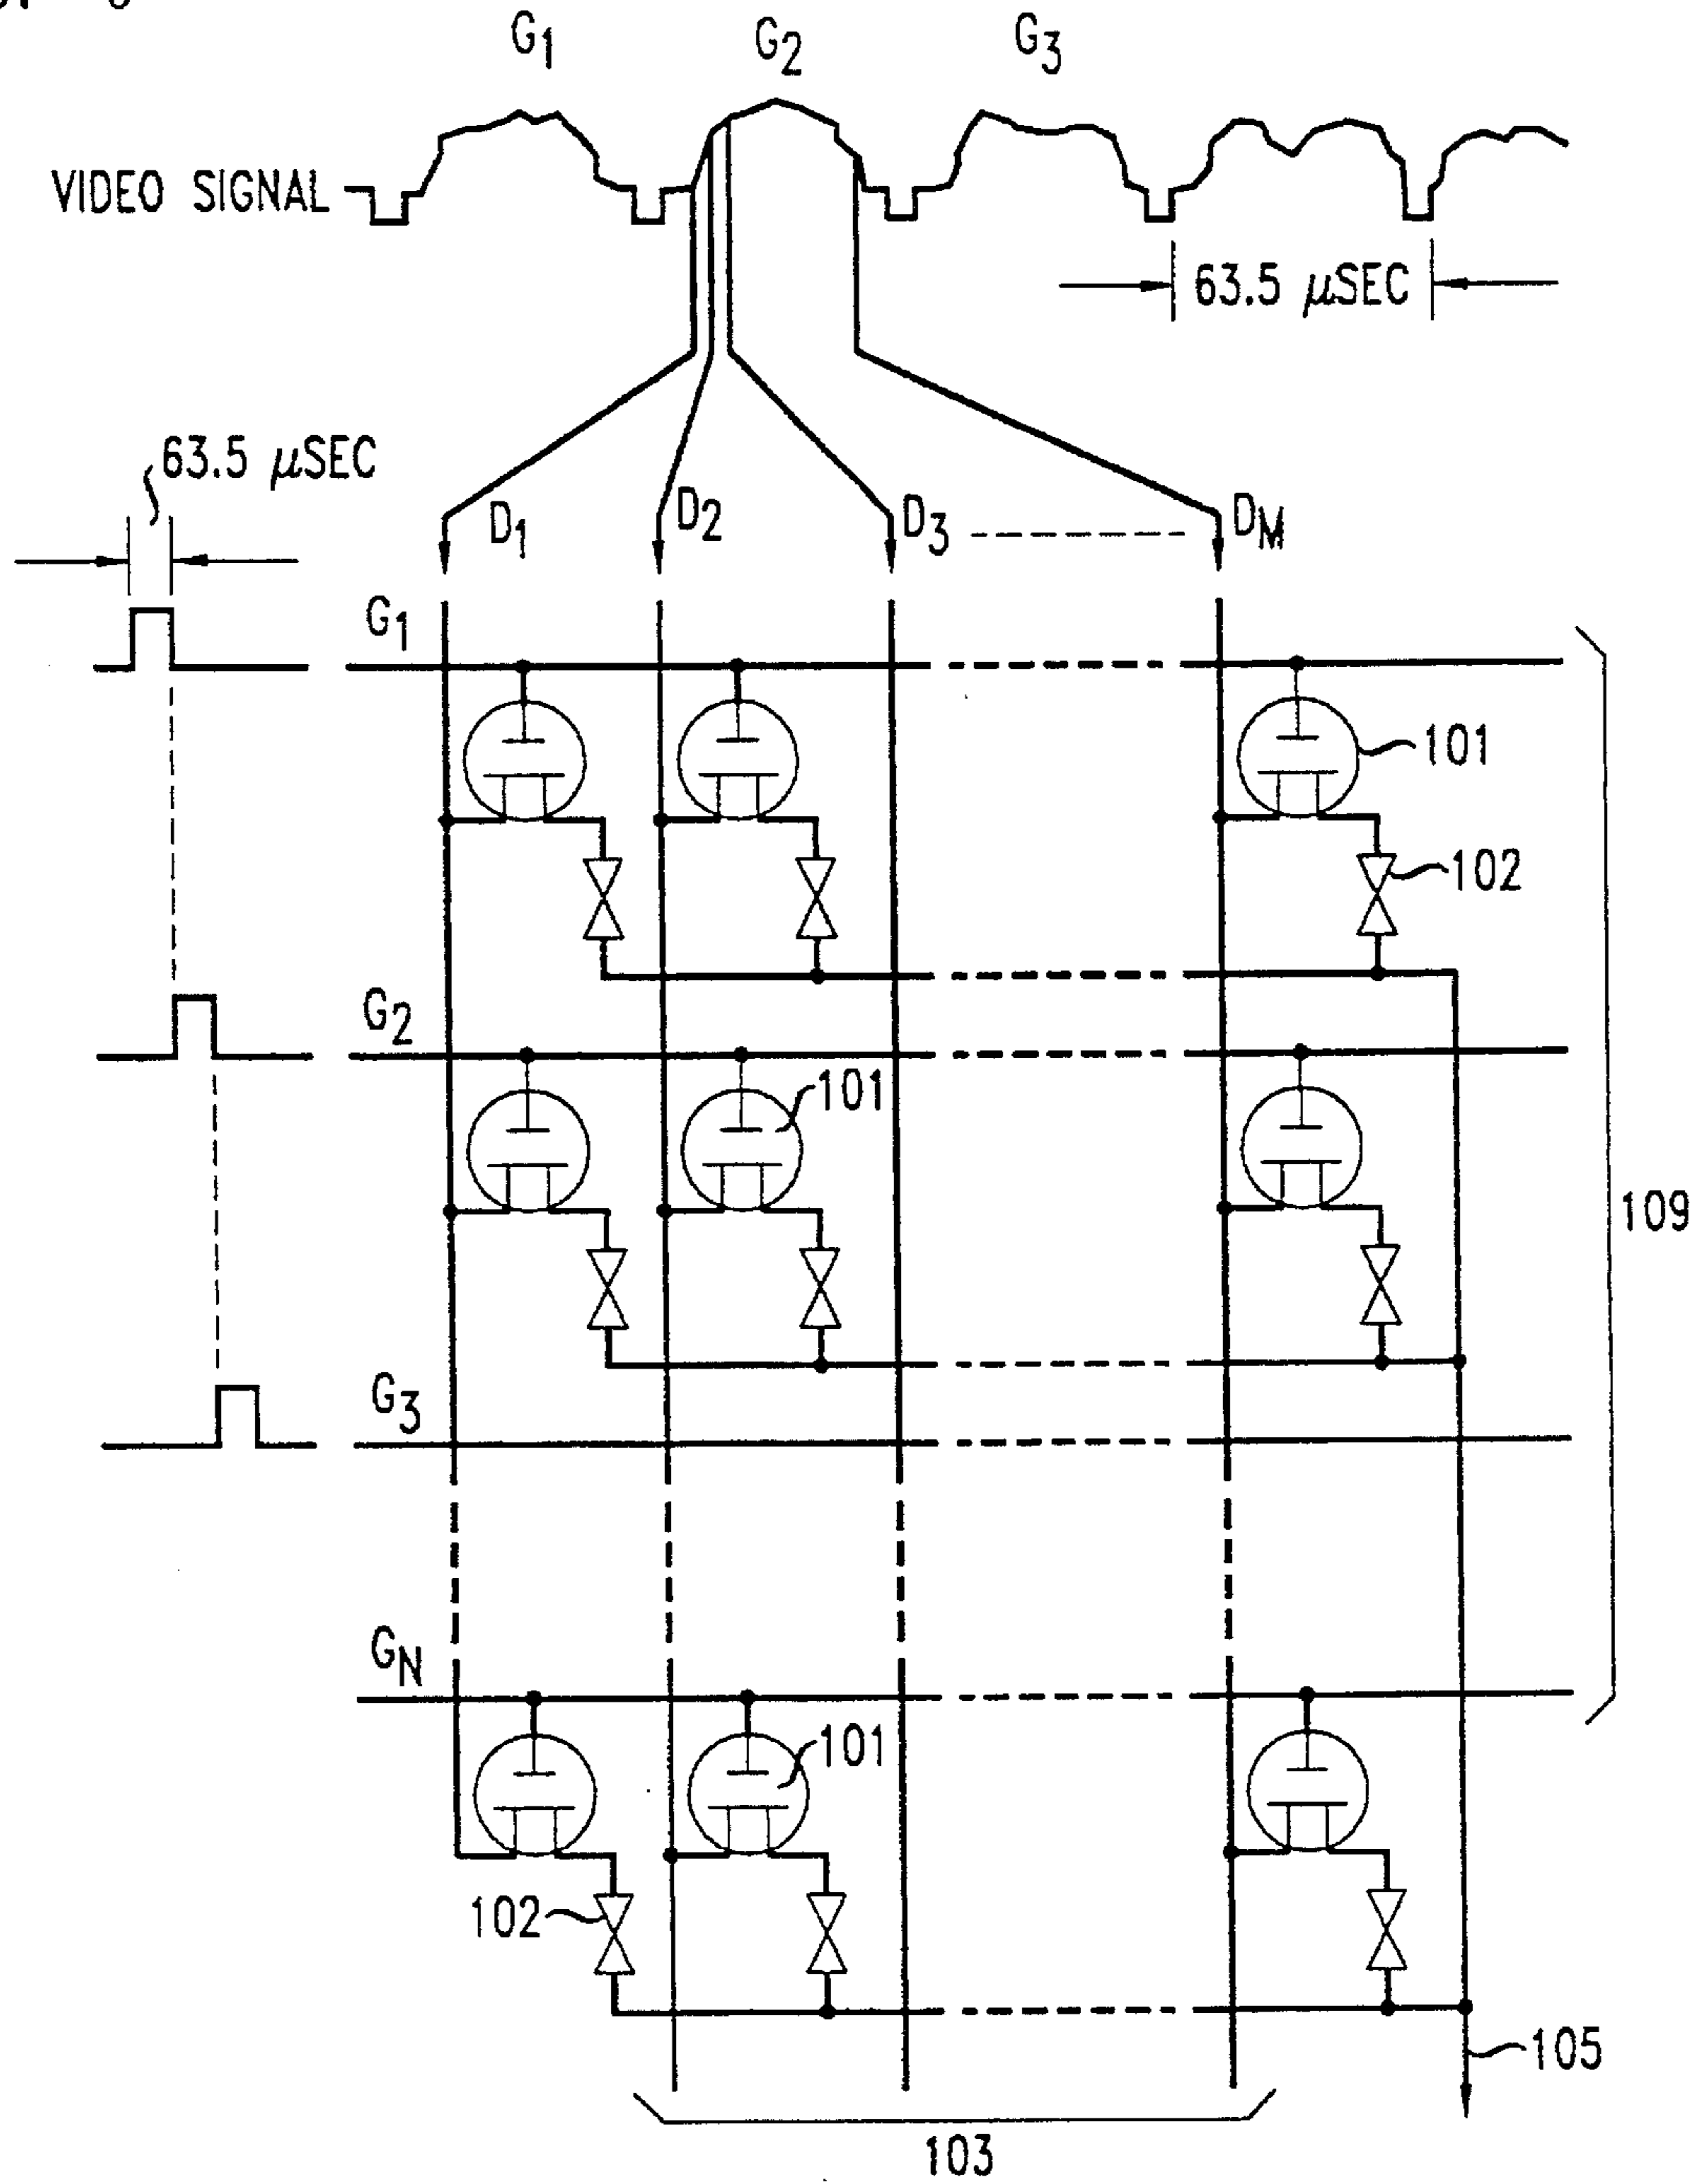 G1 G2 G3
VIDEO SIGNAL
63.5 μSEC
63.5 μSEC
D1 D2 D3 DM
G1
101
102
G2
101
109
G3
GN
101
102
105
103